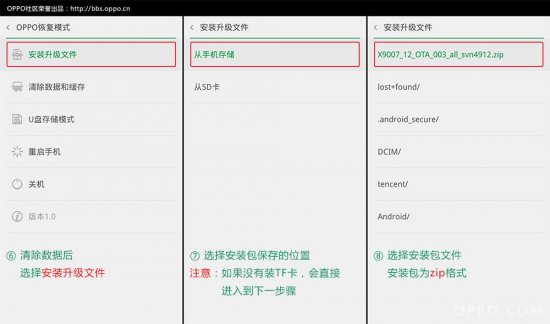 OPPO社区荣誉出品：http://bbs.oppo.cn
< OPPO恢复模式
安装升级文件
清除数据和缓存
U盘存储模式
重启手机
关机
版本1.0
⑥ 清除数据后
选择安装升级文件
< 安装升级文件
从手机存储
从SD卡
⑦ 选择安装包保存的位置
注意：如果没有装TF卡，会直接
进入到下一步骤
< 安装升级文件
X9007_12_OTA_003_all_svn4912.zip
lost+found/
.android_secure/
DCIM/
tencent/
Android/
⑧ 选择安装包文件
安装包为zip格式
OPPO.COM